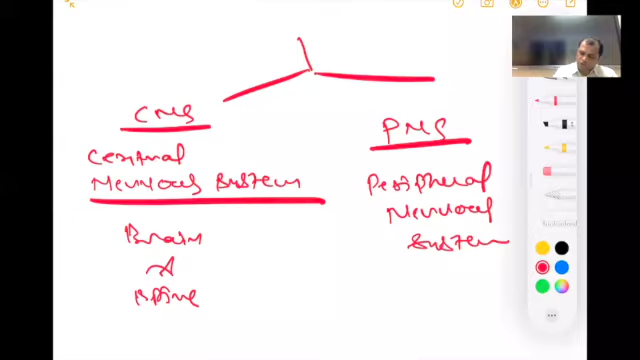 CNS
Central
Nervous System
Brain
&
Spine
PNS
Peripheral
Nervous
System